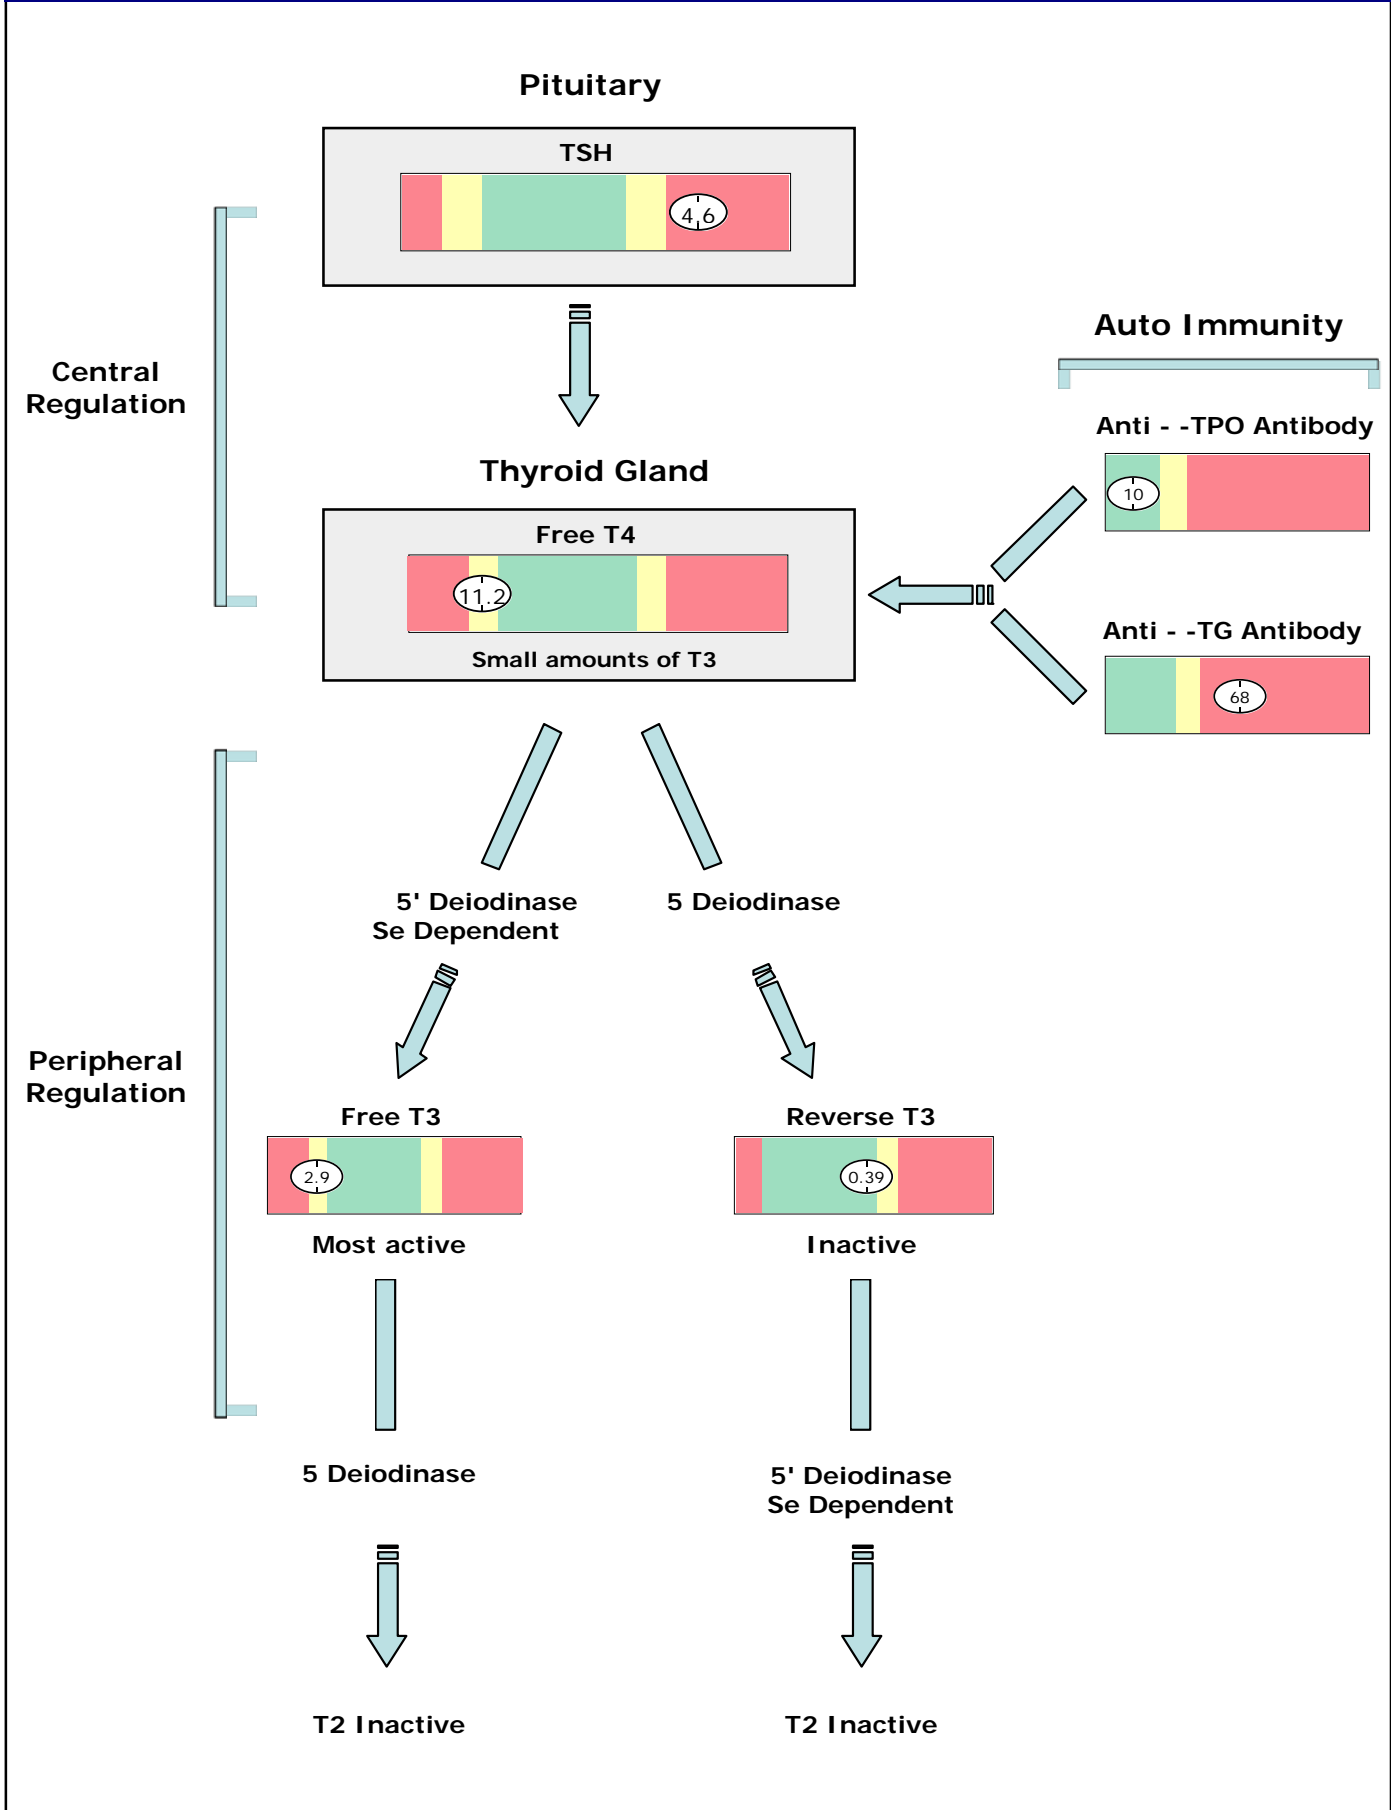 Pituitary
TSH
4.6
Central
Regulation
Auto Immunity
Anti - -TPO Antibody
10
Thyroid Gland
Free T4
11.2
Small amounts of T3
Anti - -TG Antibody
68
5' Deiodinase
Se Dependent
5 Deiodinase
Peripheral
Regulation
Free T3
2.9
Most active
Reverse T3
0.39
Inactive
5 Deiodinase
5' Deiodinase
Se Dependent
T2 Inactive
T2 Inactive